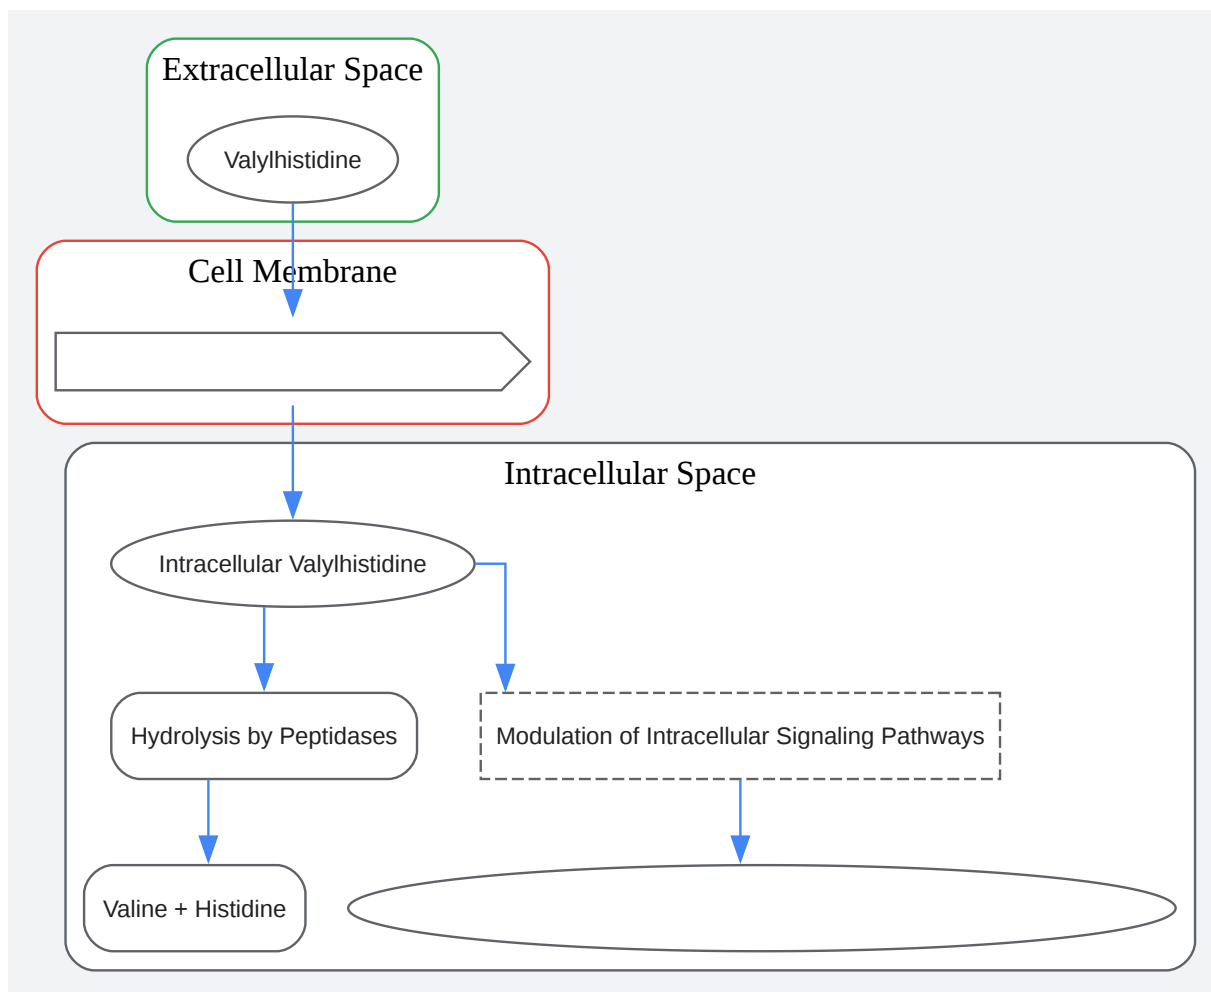 Extracellular Space
Valylhistidine
Cell Membrane
Intracellular Space
Intracellular Valylhistidine
Hydrolysis by Peptidases
Modulation of Intracellular Signaling Pathways
Valine + Histidine